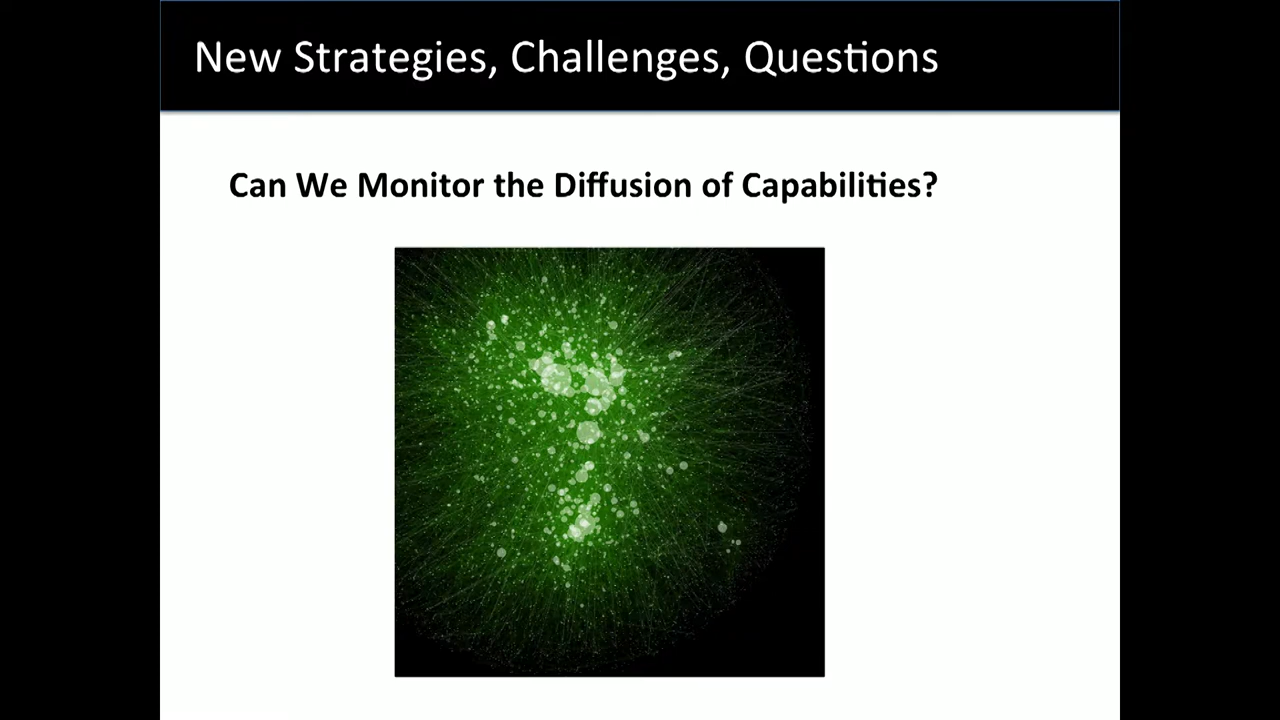 New Strategies, Challenges, Questions
Can We Monitor the Diffusion of Capabilities?